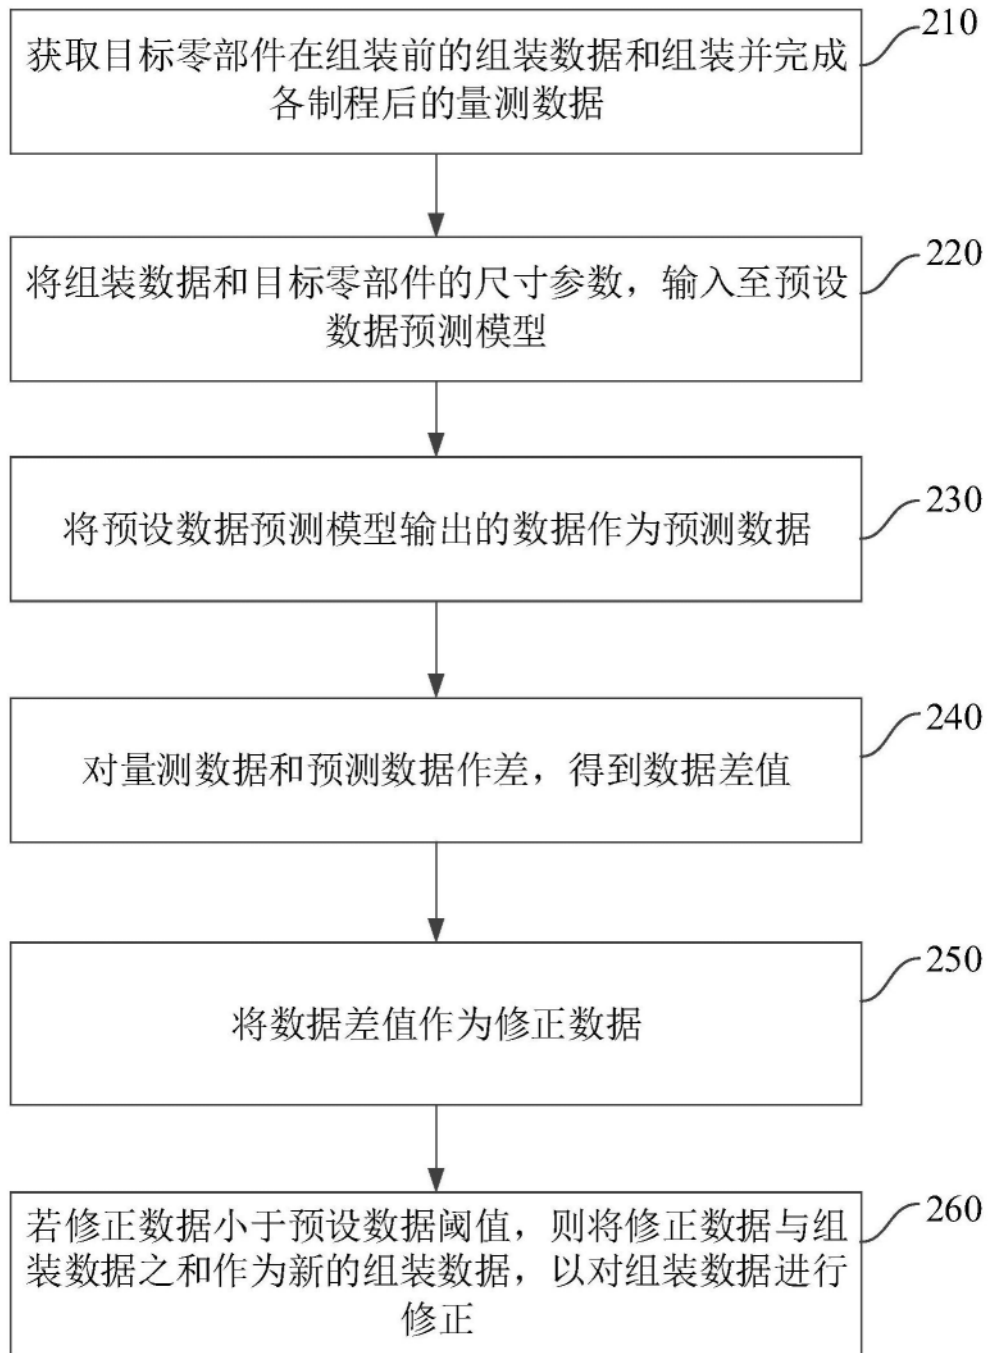 210
获取目标零部件在组装前的组装数据和组装并完成
各制程后的量测数据
220
将组装数据和目标零部件的尺寸参数，输入至预设
数据预测模型
230
将预设数据预测模型输出的数据作为预测数据
240
对量测数据和预测数据作差，得到数据差值
250
将数据差值作为修正数据
260
若修正数据小于预设数据阈值，则将修正数据与组
装数据之和作为新的组装数据，以对组装数据进行
修正